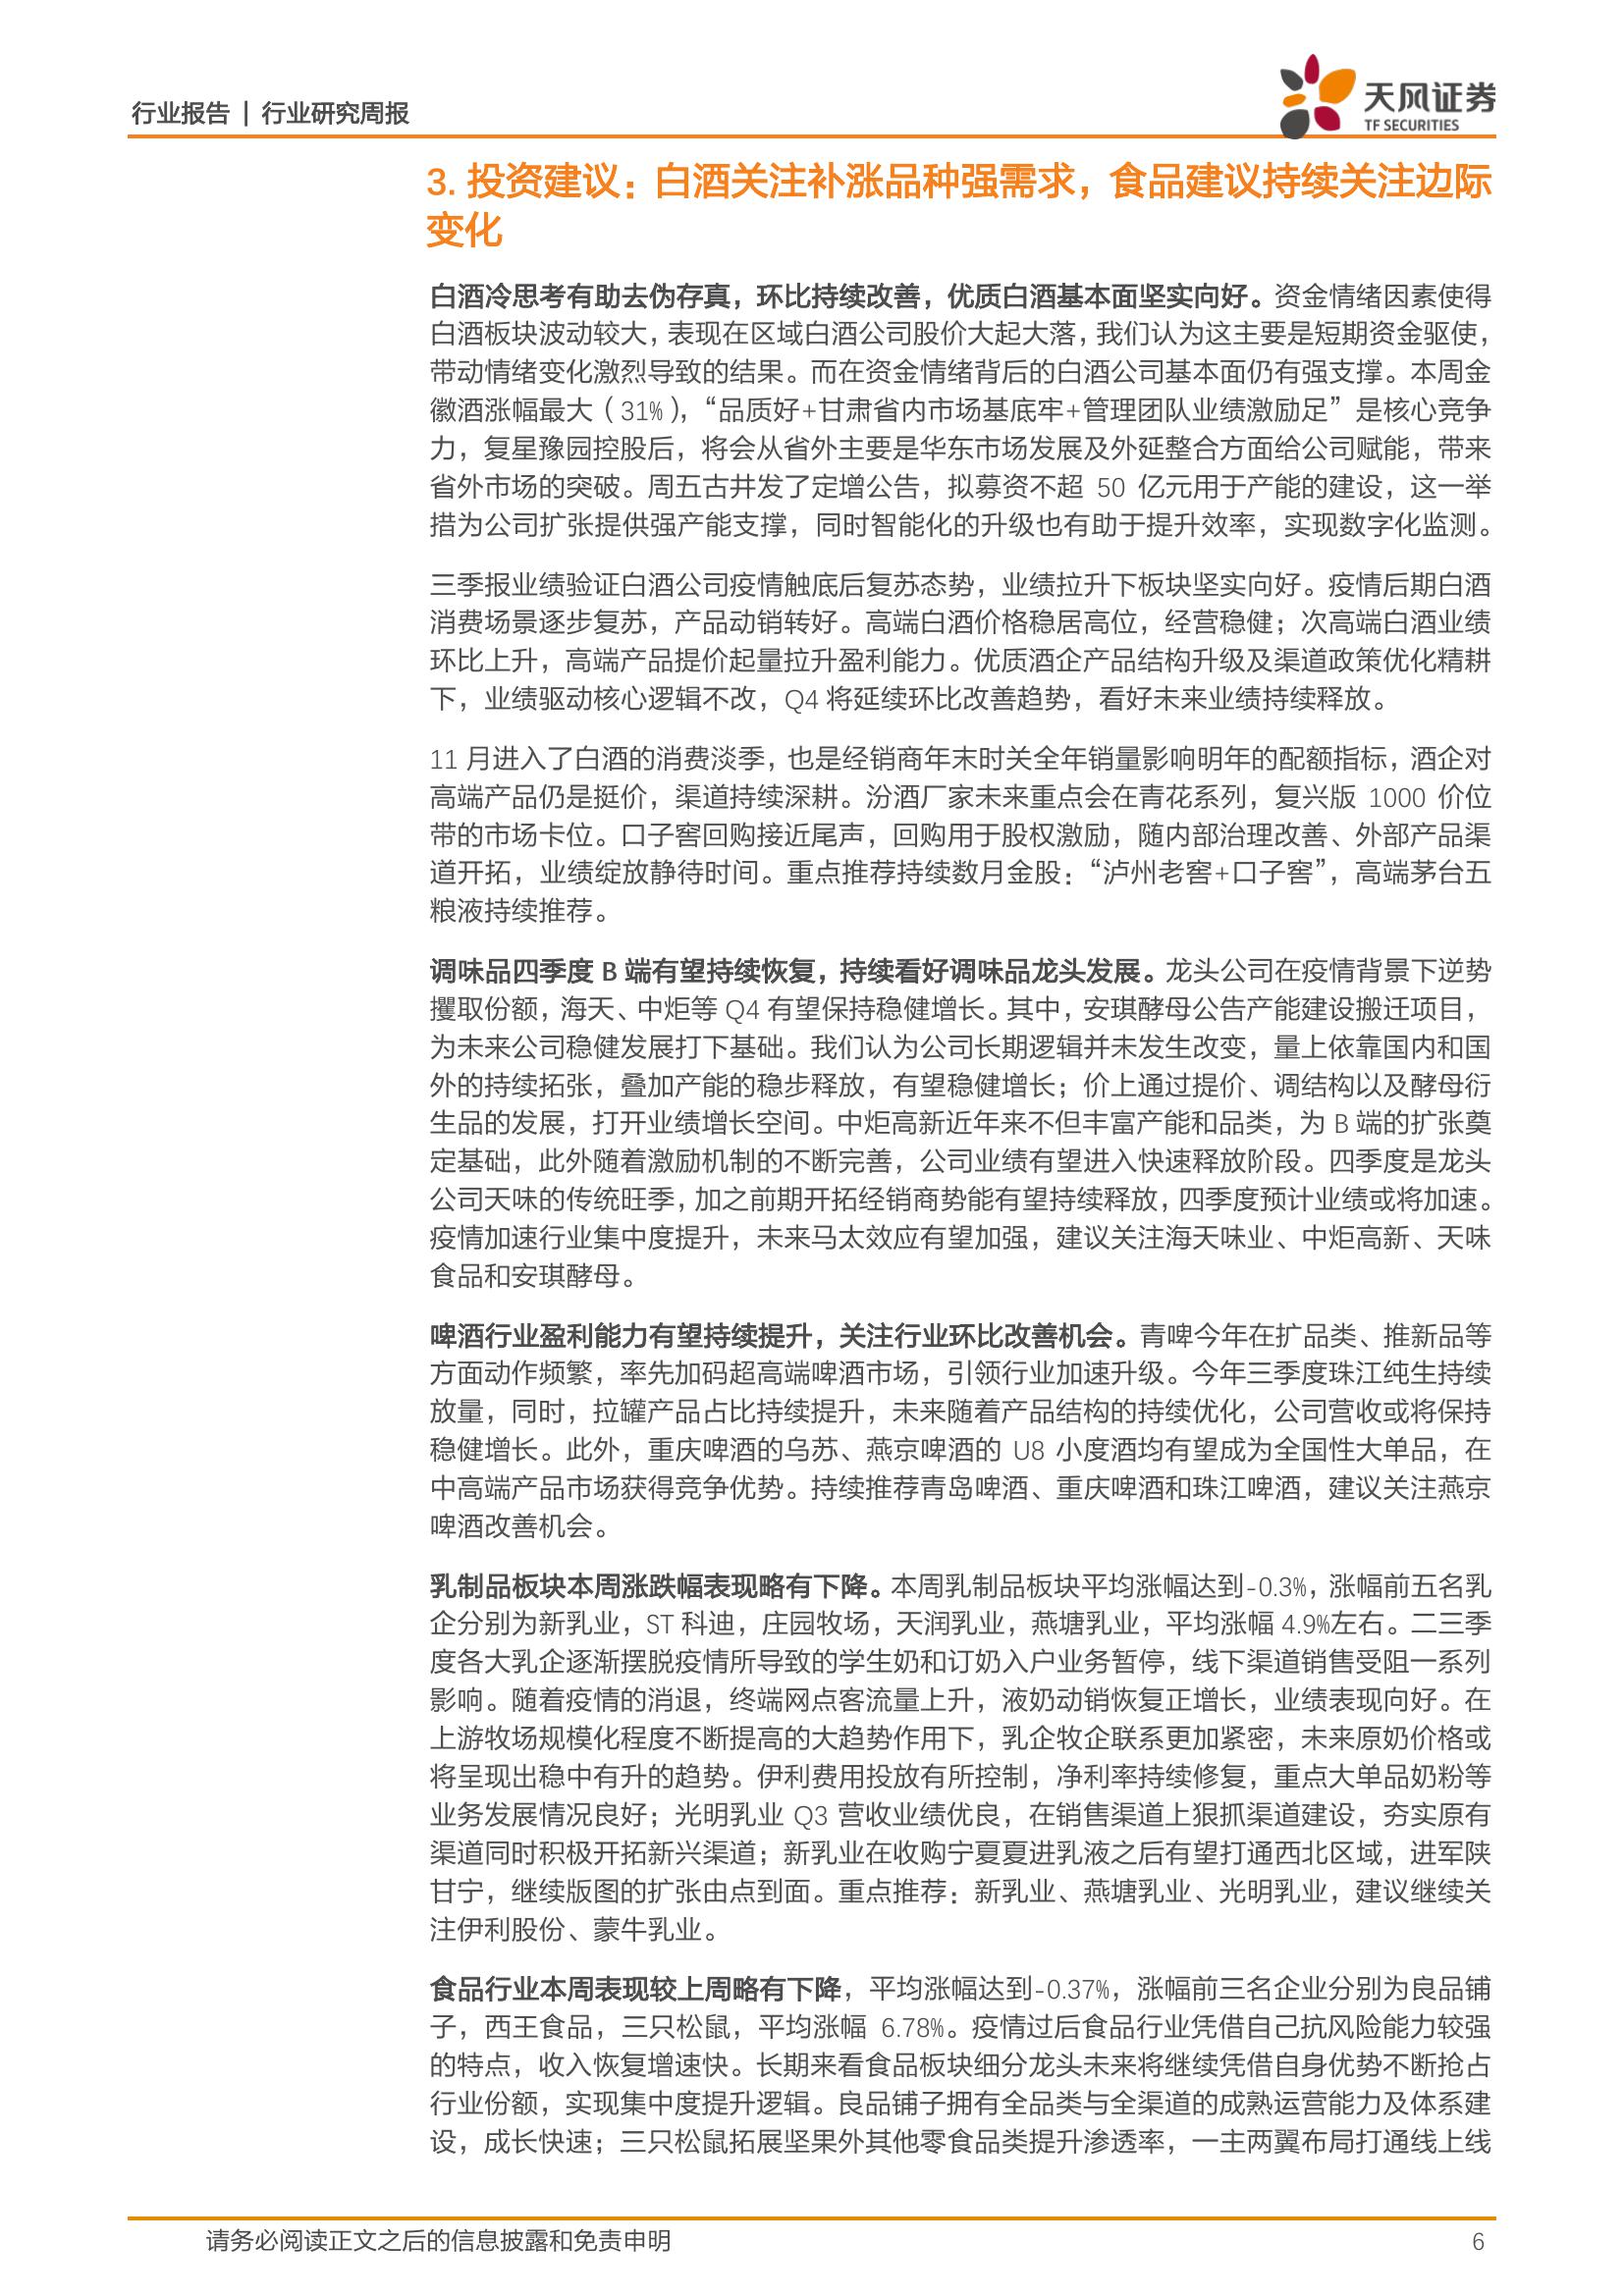 行业报告 | 行业研究周报
天风证券
TF SECURITIES
3. 投资建议：白酒关注补涨品种强需求，食品建议持续关注边际
变化
白酒冷思考有助去伪存真，环比持续改善，优质白酒基本面坚实向好。资金情绪因素使得
白酒板块波动较大，表现在区域白酒公司股价大起大落，我们认为这主要是短期资金驱使，
带动情绪变化激烈导致的结果。而在资金情绪背后的白酒公司基本面仍有强支撑。本周金
徽酒涨幅最大（31%），“品质好+甘肃省内市场基底牢+管理团队业绩激励足”是核心竞争
力，复星豫园控股后，将会从省外主要是华东市场发展及外延整合方面给公司赋能，带来
省外市场的突破。周五古井发了定增公告，拟募资不超 50 亿元用于产能的建设，这一举
措为公司扩张提供强产能支撑，同时智能化的升级也有助于提升效率，实现数字化监测。
三季报业绩验证白酒公司疫情触底后复苏态势，业绩拉升下板块坚实向好。疫情后期白酒
消费场景逐步复苏，产品动销转好。高端白酒价格稳居高位，经营稳健；次高端白酒业绩
环比上升，高端产品提价起量拉升盈利能力。优质酒企产品结构升级及渠道政策优化精耕
下，业绩驱动核心逻辑不改，Q4 将延续环比改善趋势，看好未来业绩持续释放。
11 月进入了白酒的消费淡季，也是经销商年末时关全年销量影响明年的配额指标，酒企对
高端产品仍是挺价，渠道持续深耕。汾酒厂家未来重点会在青花系列，复兴版 1000 价位
带的市场卡位。口子窖回购接近尾声，回购用于股权激励，随内部治理改善、外部产品渠
道开拓，业绩绽放静待时间。重点推荐持续数月金股：“泸州老窖+口子窖”，高端茅台五
粮液持续推荐。
调味品四季度 B 端有望持续恢复，持续看好调味品龙头发展。龙头公司在疫情背景下逆势
攫取份额，海天、中炬等 Q4 有望保持稳健增长。其中，安琪酵母公告产能建设搬迁项目，
为未来公司稳健发展打下基础。我们认为公司长期逻辑并未发生改变，量上依靠国内和国
外的持续拓张，叠加产能的稳步释放，有望稳健增长；价上通过提价、调结构以及酵母衍
生品的发展，打开业绩增长空间。中炬高新近年来不但丰富产能和品类，为 B 端的扩张奠
定基础，此外随着激励机制的不断完善，公司业绩有望进入快速释放阶段。四季度是龙头
公司天味的传统旺季，加之前期开拓经销商势能有望持续释放，四季度预计业绩或将加速。
疫情加速行业集中度提升，未来马太效应有望加强，建议关注海天味业、中炬高新、天味
食品和安琪酵母。
啤酒行业盈利能力有望持续提升，关注行业环比改善机会。青啤今年在扩品类、推新品等
方面动作频繁，率先加码超高端啤酒市场，引领行业加速升级。今年三季度珠江纯生持续
放量，同时，拉罐产品占比持续提升，未来随着产品结构的持续优化，公司营收或将保持
稳健增长。此外，重庆啤酒的乌苏、燕京啤酒的 U8 小度酒均有望成为全国性大单品，在
中高端产品市场获得竞争优势。持续推荐青岛啤酒、重庆啤酒和珠江啤酒，建议关注燕京
啤酒改善机会。
乳制品板块本周涨跌幅表现略有下降。本周乳制品板块平均涨幅达到-0.3%，涨幅前五名乳
企分别为新乳业，ST 科迪，庄园牧场，天润乳业，燕塘乳业，平均涨幅 4.9%左右。二三季
度各大乳企逐渐摆脱疫情所导致的学生奶和订奶入户业务暂停，线下渠道销售受阻一系列
影响。随着疫情的消退，终端网点客流量上升，液奶动销恢复正增长，业绩表现向好。在
上游牧场规模化程度不断提高的大趋势作用下，乳企牧企联系更加紧密，未来原奶价格或
将呈现出稳中有升的趋势。伊利费用投放有所控制，净利率持续修复，重点大单品奶粉等
业务发展情况良好；光明乳业 Q3 营收业绩优良，在销售渠道上狠抓渠道建设，夯实原有
渠道同时积极开拓新兴渠道；新乳业在收购宁夏夏进乳液之后有望打通西北区域，进军陕
甘宁，继续版图的扩张由点到面。重点推荐：新乳业、燕塘乳业、光明乳业，建议继续关
注伊利股份、蒙牛乳业。
食品行业本周表现较上周略有下降，平均涨幅达到-0.37%，涨幅前三名企业分别为良品铺
子，西王食品，三只松鼠，平均涨幅 6.78%。疫情过后食品行业凭借自己抗风险能力较强
的特点，收入恢复增速快。长期来看食品板块细分龙头未来将继续凭借自身优势不断抢占
行业份额，实现集中度提升逻辑。良品铺子拥有全品类与全渠道的成熟运营能力及体系建
设，成长快速；三只松鼠拓展坚果外其他零食品类提升渗透率，一主两翼布局打通线上线
请务必阅读正文之后的信息披露和免责申明
6